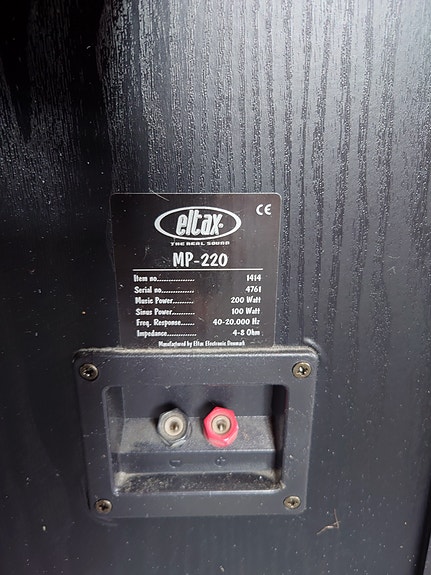 eltax
CE
THE REAL SOUND
MP-220
Item no................ 1414
Serial no.............. 4761
Music Power.......... 200 Watt
Sinus Power.......... 100 Watt
Freq. Response...... 40-20.000 Hz
Impedance............. 4-8 Ohm
Manufactured by Eltax Electronic Denmark
- +